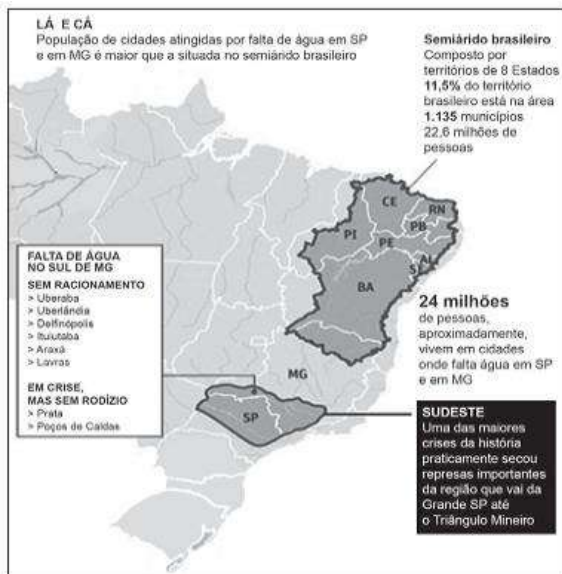 LÁ E CÁ
População de cidades atingidas por falta de água em SP
e em MG é maior que a situada no semiárido brasileiro
Semiárido brasileiro
Composto por
territórios de 8 Estados
11,5% do território
brasileiro está na área
1.135 municípios
22,6 milhões de
pessoas
CE
RN
PB
PI
PE
AL
BA
FALTA DE ÁGUA
NO SUL DE MG
SEM RACIONAMENTO
> Uberaba
> Uberlândia
> Delfinópolis
> Ituiutaba
> Araxá
> Lavras
EM CRISE,
MAS SEM RODÍZIO
> Prata
> Poços de Caldas
24 milhões
de pessoas,
aproximadamente,
vivem em cidades
onde falta água em SP
e em MG
MG
SP
SUDESTE
Uma das maiores
crises da história
praticamente secou
represas importantes
da região que vai da
Grande SP até
o Triângulo Mineiro